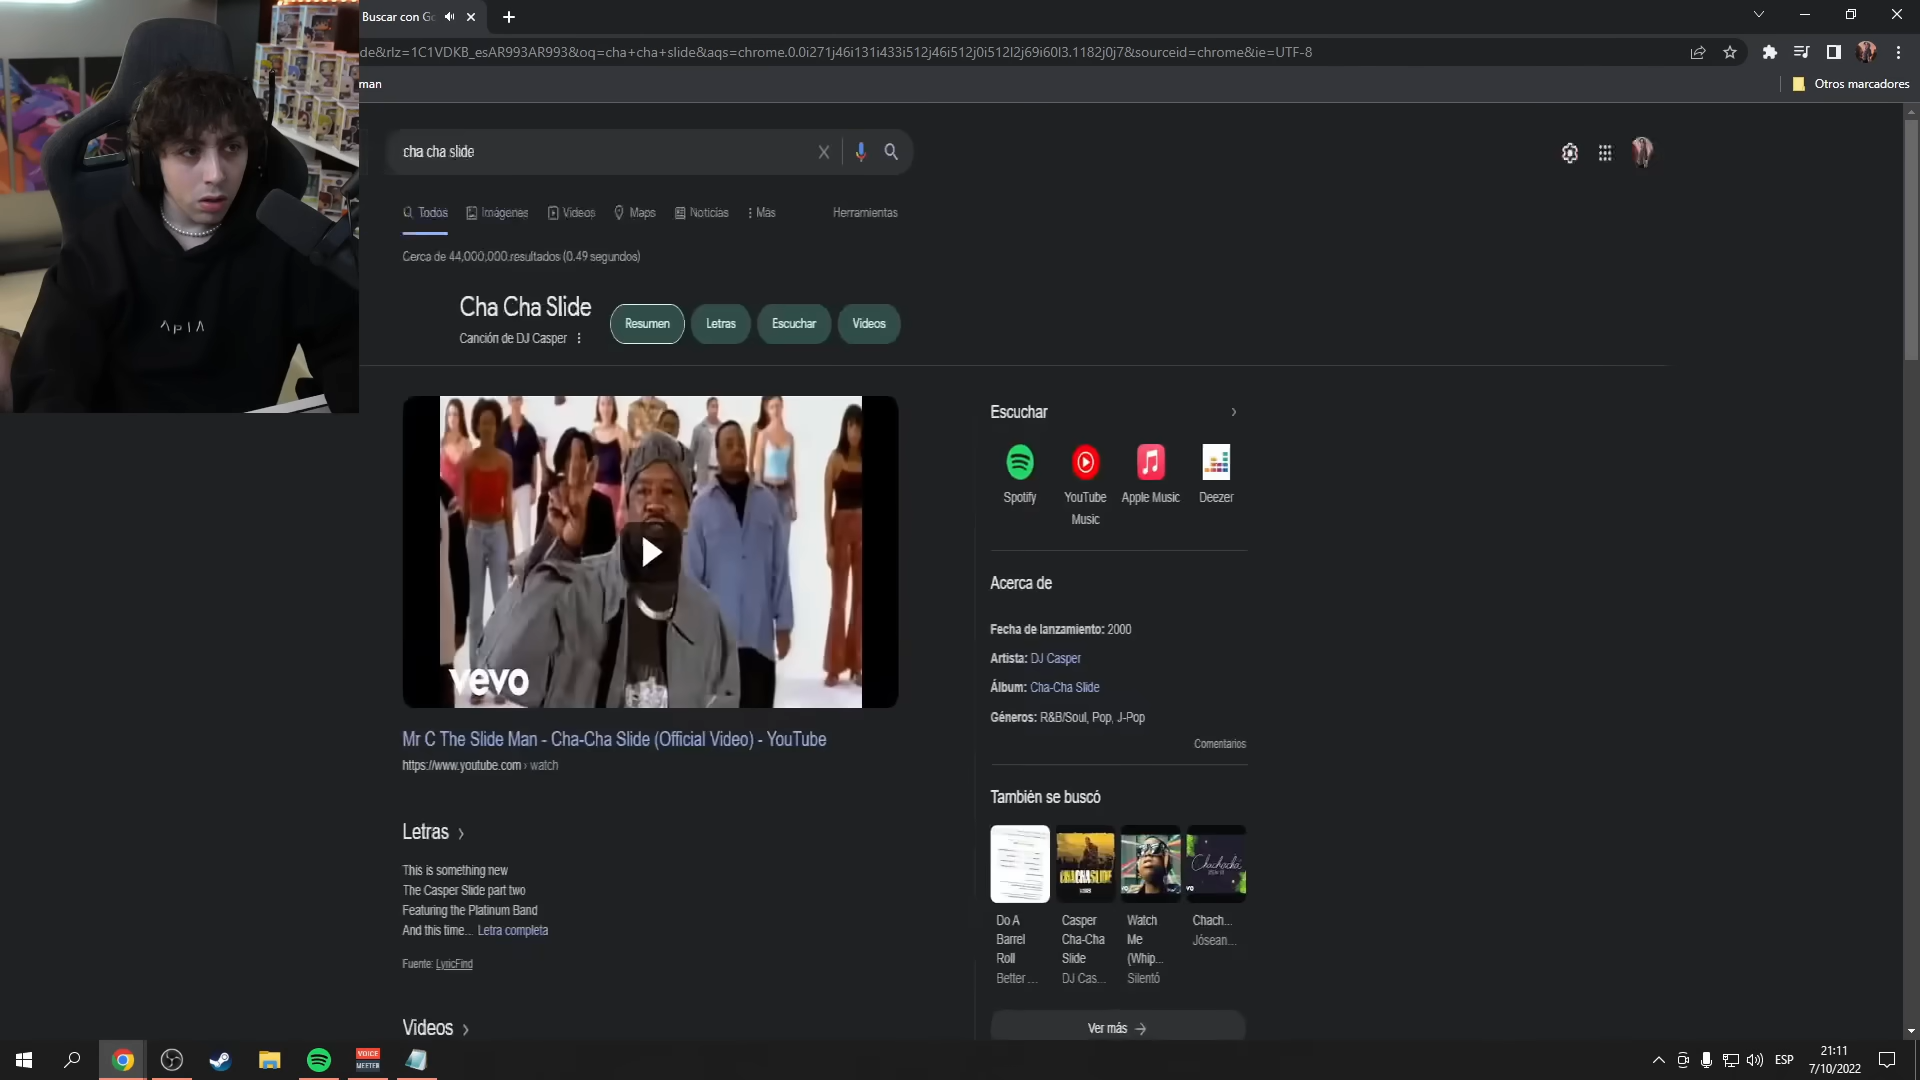 Buscar con Go
de&rlz=1C1VDKB_esAR993AR993&oq=cha+cha+slide&aqs=chrome.0.0i271j46i131i433i512j46i512j0i512l2j69i60l3.1182j0j7&sourceid=chrome&ie=UTF-8
man
Otros marcadores
cha cha slide
Todos
Imágenes
Videos
Maps
Noticias
Más
Herramientas
Cerca de 44,000,000 resultados (0.49 segundos)
Cha Cha Slide
Canción de DJ Casper
Resumen
Letras
Escuchar
Videos
vevo
Mr C The Slide Man - Cha-Cha Slide (Official Video) - YouTube
https://www.youtube.com › watch
Letras
This is something new
The Casper Slide part two
Featuring the Platinum Band
And this time... Letra completa
Fuente: LyricFind
Videos
Escuchar
Spotify
YouTube
Music
Apple Music
Deezer
Acerca de
Fecha de lanzamiento: 2000
Artista: DJ Casper
Álbum: Cha-Cha Slide
Géneros: R&B/Soul, Pop, J-Pop
Comentarios
También se buscó
CHACHASLIDE
Do A
Barrel
Roll
Better ...
Casper
Cha-Cha
Slide
DJ Cas...
Watch
Me
(Whip...
Silentó
Chach...
Jósean...
Ver más
VOICE
MEETER
ESP
21:11
7/10/2022